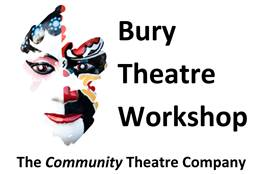 Bury
Theatre
Workshop
The Community Theatre Company